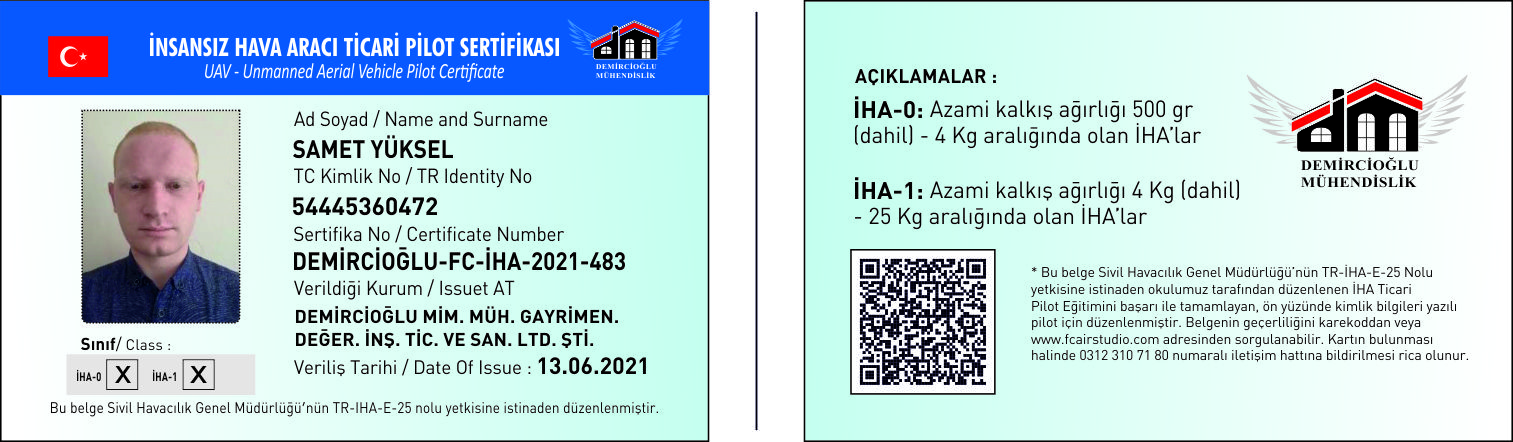 İNSANSIZ HAVA ARACI TİCARİ PİLOT SERTİFİKASI
UAV - Unmanned Aerial Vehicle Pilot Certificate
DEMİRCİOĞLU
MÜHENDİSLİK
Ad Soyad / Name and Surname
SAMET YÜKSEL
TC Kimlik No / TR Identity No
54445360472
Sertifika No / Certificate Number
DEMİRCİOĞLU-FC-İHA-2021-483
Verildiği Kurum / Issuet AT
DEMİRCİOĞLU MİM. MÜH. GAYRİMEN.
DEĞER. İNŞ. TİC. VE SAN. LTD. ŞTİ.
Veriliş Tarihi / Date Of Issue : 13.06.2021
Sınıf/ Class :
İHA-0 X İHA-1 X
Bu belge Sivil Havacılık Genel Müdürlüğü'nün TR-IHA-E-25 nolu yetkisine istinaden düzenlenmiştir.
AÇIKLAMALAR :
İHA-0: Azami kalkış ağırlığı 500 gr
(dahil) - 4 Kg aralığında olan İHA'lar
İHA-1: Azami kalkış ağırlığı 4 Kg (dahil)
- 25 Kg aralığında olan İHA'lar
DEMİRCİOĞLU
MÜHENDİSLİK
* Bu belge Sivil Havacılık Genel Müdürlüğü'nün TR-İHA-E-25 Nolu
yetkisine istinaden okulumuz tarafından düzenlenen İHA Ticari
Pilot Eğitimini başarı ile tamamlayan, ön yüzünde kimlik bilgileri yazılı
pilot için düzenlenmiştir. Belgenin geçerliliğini karekoddan veya
www.fcairstudio.com adresinden sorgulanabilir. Kartın bulunması
halinde 0312 310 71 80 numaralı iletişim hattına bildirilmesi rica olunur.